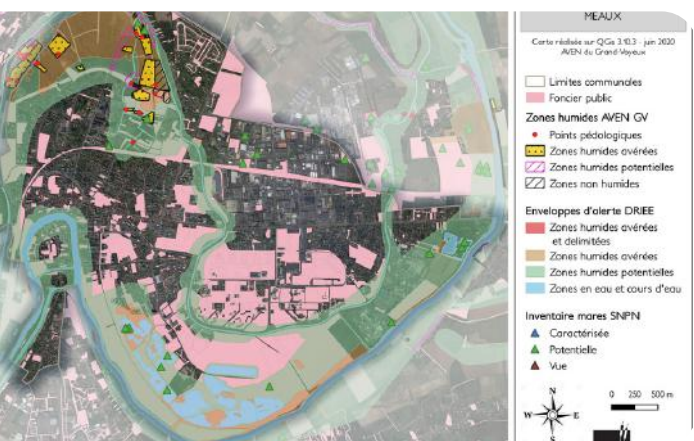 MEAUX
Carte réalisée sur QGis 3.10.3 - juin 2020
AVEN du Grand-Voyeux
Limites communales
Foncier public
Zones humides AVEN GV
Points pédologiques
Zones humides avérées
Zones humides potentielles
Zones non humides
Enveloppes d'alerte DRIEE
Zones humides avérées
et delimitées
Zones humides avérées
Zones humides potentielles
Zones en eau et cours d'eau
Inventaire mares SNPN
Caractérisée
Potentielle
Vue
N
W E
S
0 250 500 m